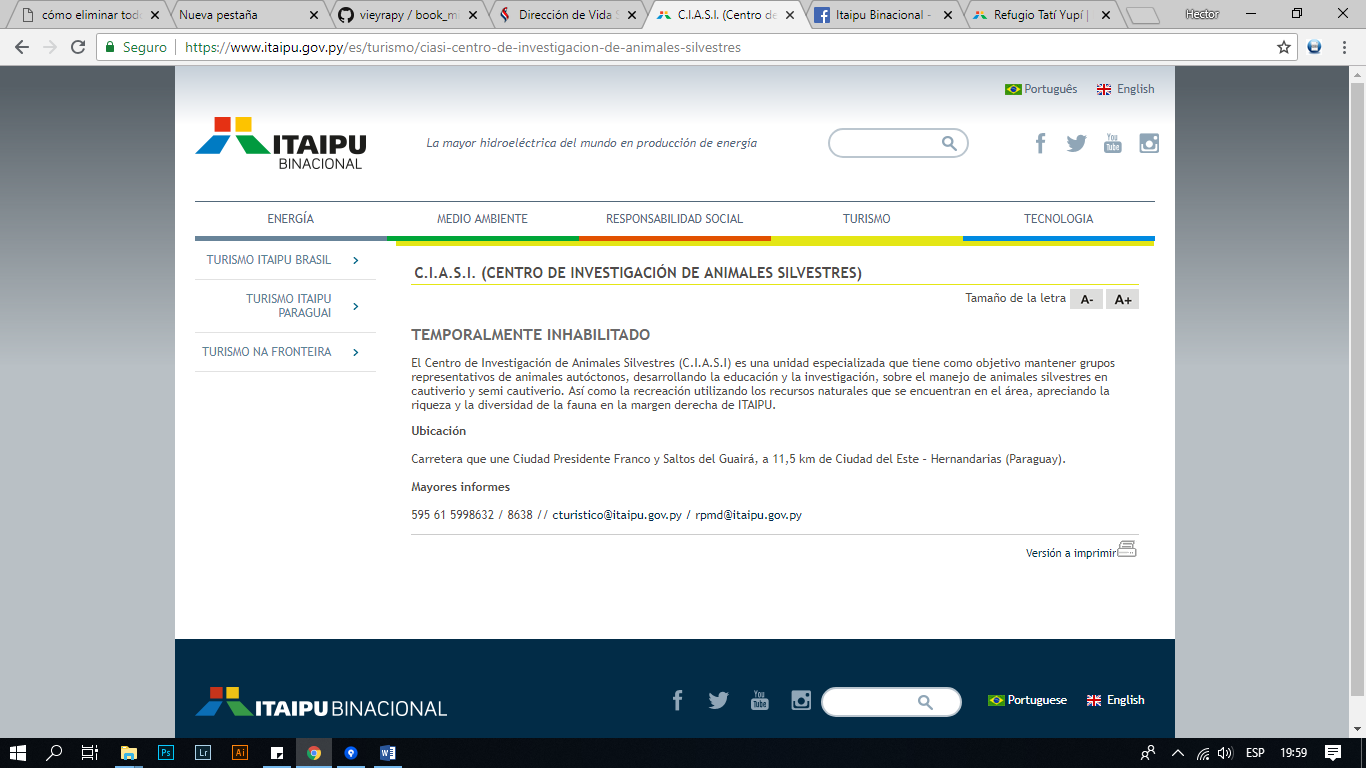 cómo eliminar tod
Nueva pestaña
vieyrapy / book_m
Dirección de Vida S
C.I.A.S.I. (Centro de
Itaipu Binacional -
Refugio Tatí Yupí |
Hector
Seguro
https://www.itaipu.gov.py/es/turismo/ciasi-centro-de-investigacion-de-animales-silvestres
Português
English
ITAIPU
BINACIONAL
La mayor hidroeléctrica del mundo en producción de energía
You
Tube
ENERGÍA
MEDIO AMBIENTE
RESPONSABILIDAD SOCIAL
TURISMO
TECNOLOGIA
TURISMO ITAIPU BRASIL
TURISMO ITAIPU
PARAGUAI
TURISMO NA FRONTEIRA
C.I.A.S.I. (CENTRO DE INVESTIGACIÓN DE ANIMALES SILVESTRES)
Tamaño de la letra A- A+
TEMPORALMENTE INHABILITADO
El Centro de Investigación de Animales Silvestres (C.I.A.S.I) es una unidad especializada que tiene como objetivo mantener grupos
representativos de animales autóctonos, desarrollando la educación y la investigación, sobre el manejo de animales silvestres en
cautiverio y semi cautiverio. Así como la recreación utilizando los recursos naturales que se encuentran en el área, apreciando la
riqueza y la diversidad de la fauna en la margen derecha de ITAIPU.
Ubicación
Carretera que une Ciudad Presidente Franco y Saltos del Guairá, a 11,5 km de Ciudad del Este – Hernandarias (Paraguay).
Mayores informes
595 61 5998632 / 8638 // cturistico@itaipu.gov.py / rpmd@itaipu.gov.py
Versión a imprimir
ITAIPU BINACIONAL
You
Tube
Portuguese
English
Ps
Lr
Ai
ESP
19:59